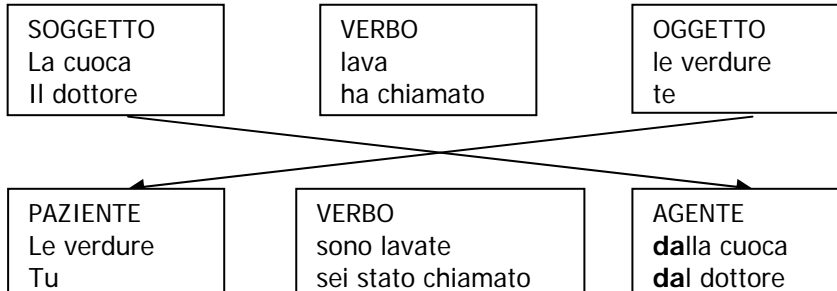 SOGGETTO
La cuoca
Il dottore
VERBO
lava
ha chiamato
OGGETTO
le verdure
te
PAZIENTE
Le verdure
Tu
VERBO
sono lavate
sei stato chiamato
AGENTE
dalla cuoca
dal dottore